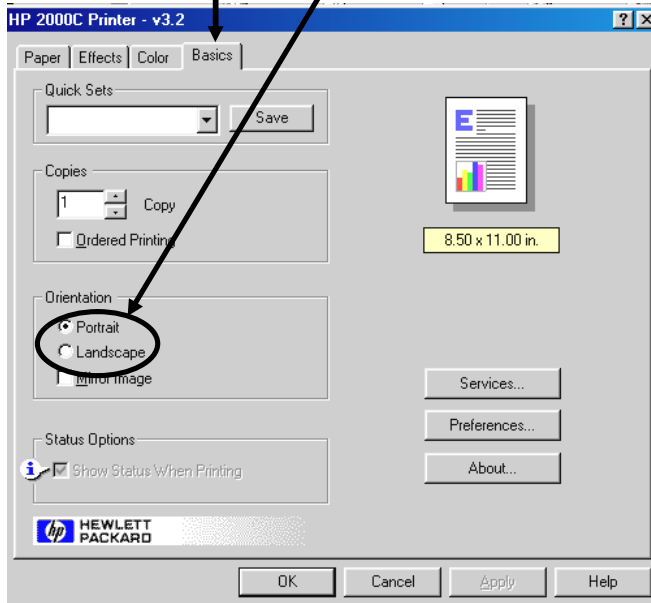 HP 2000C Printer - v3.2
Paper Effects Color Basics
Quick Sets
Save
Copies
1 Copy
Ordered Printing
E
8.50 x 11.00 in.
Orientation
Portrait
Landscape
Mirror Image
Services...
Preferences...
Status Options
Show Status When Printing
About...
hp HEWLETT
PACKARD
OK Cancel Apply Help